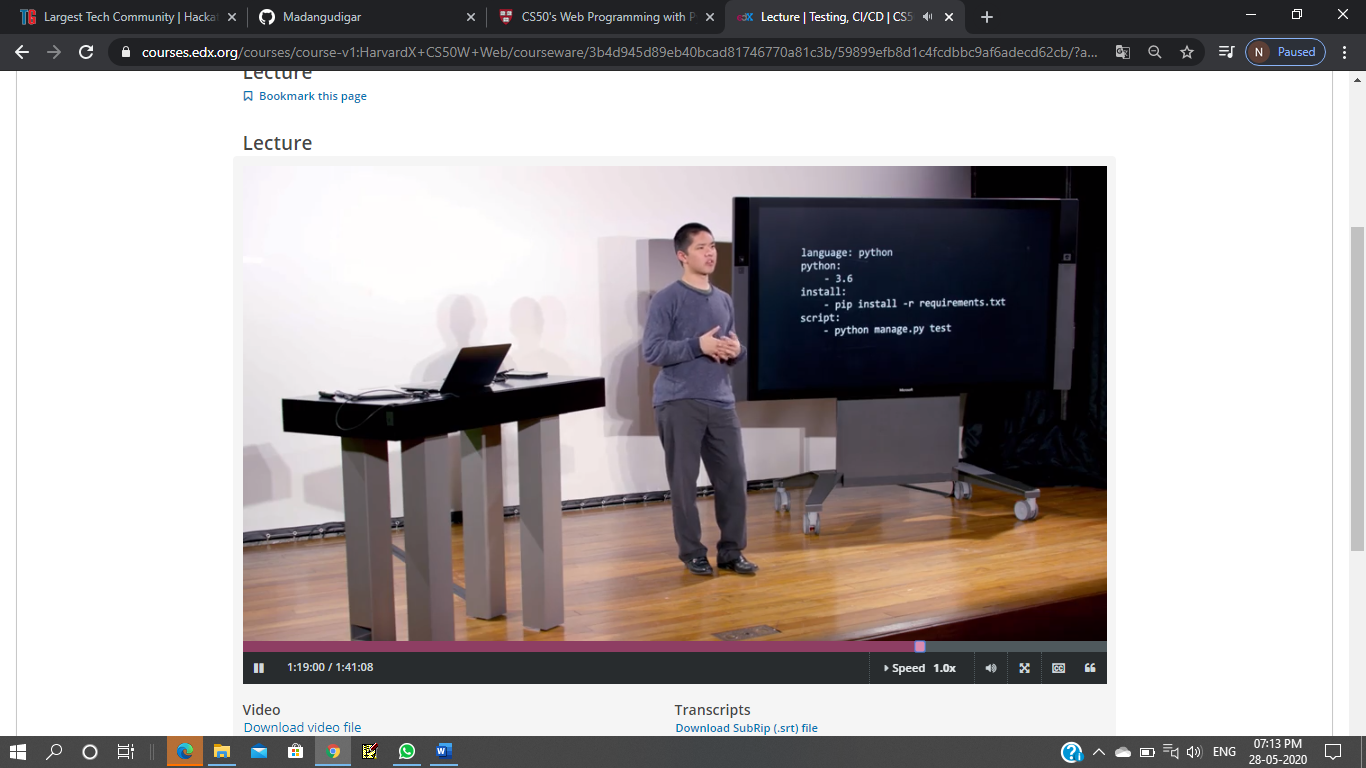 Largest Tech Community | Hacka
Madangudigar
CS50's Web Programming with P
edX
Lecture | Testing, CI/CD | CS5
courses.edx.org/courses/course-v1:HarvardX+CS50W+Web/courseware/3b4d945d89eb40bcad81746770a81c3b/59899efb8d1c4fcdbbc9af6adecd62cb/?a...
N Paused
Lecture
Bookmark this page
Lecture
language: python
python:
- 3.6
install:
- pip install -r requirements.txt
script:
- python manage.py test
Microsoft
1:19:00 / 1:41:08
Speed 1.0x
CC
Video
Transcripts
Download video file
Download SubRip (.srt) file
ENG
07:13 PM
28-05-2020